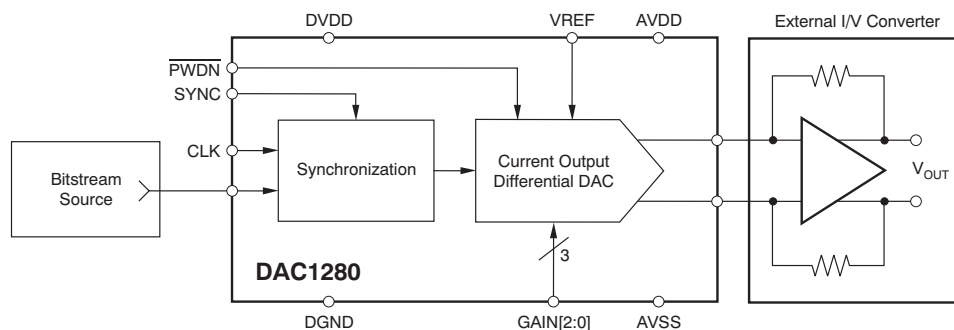 DVDD
VREF
AVDD
External I/V Converter
PWDN
SYNC
CLK
Bitstream
Source
Synchronization
Current Output
Differential DAC
VOUT
3
DAC1280
DGND
GAIN[2:0]
AVSS